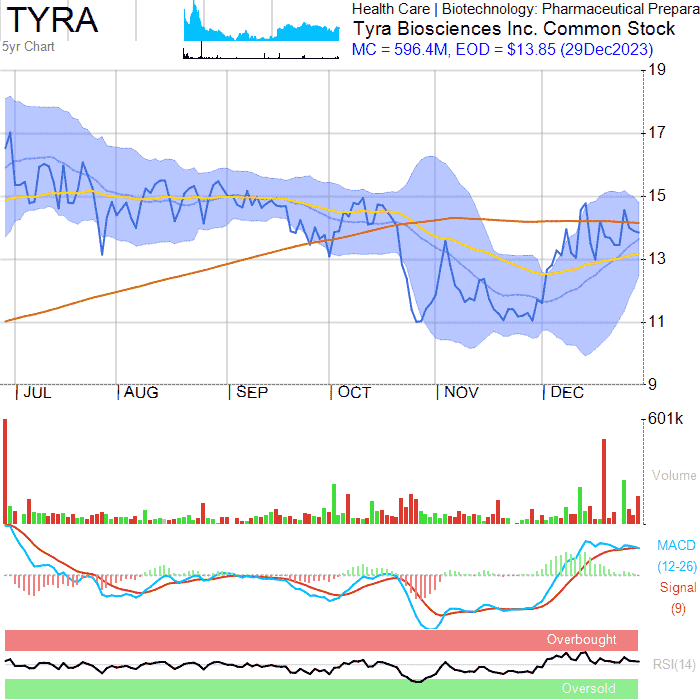 TYRA
5yr Chart
Health Care | Biotechnology: Pharmaceutical Prepara
Tyra Biosciences Inc. Common Stock
MC = 596.4M, EOD = $13.85 (29Dec2023)
19
17
15
13
11
9
JUL AUG SEP OCT NOV DEC
601k
Volume
MACD
(12-26)
Signal
(9)
Overbought
RSI(14)
Oversold